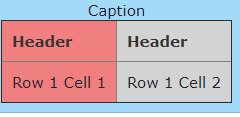 Caption
Header Header
Row 1 Cell 1 Row 1 Cell 2